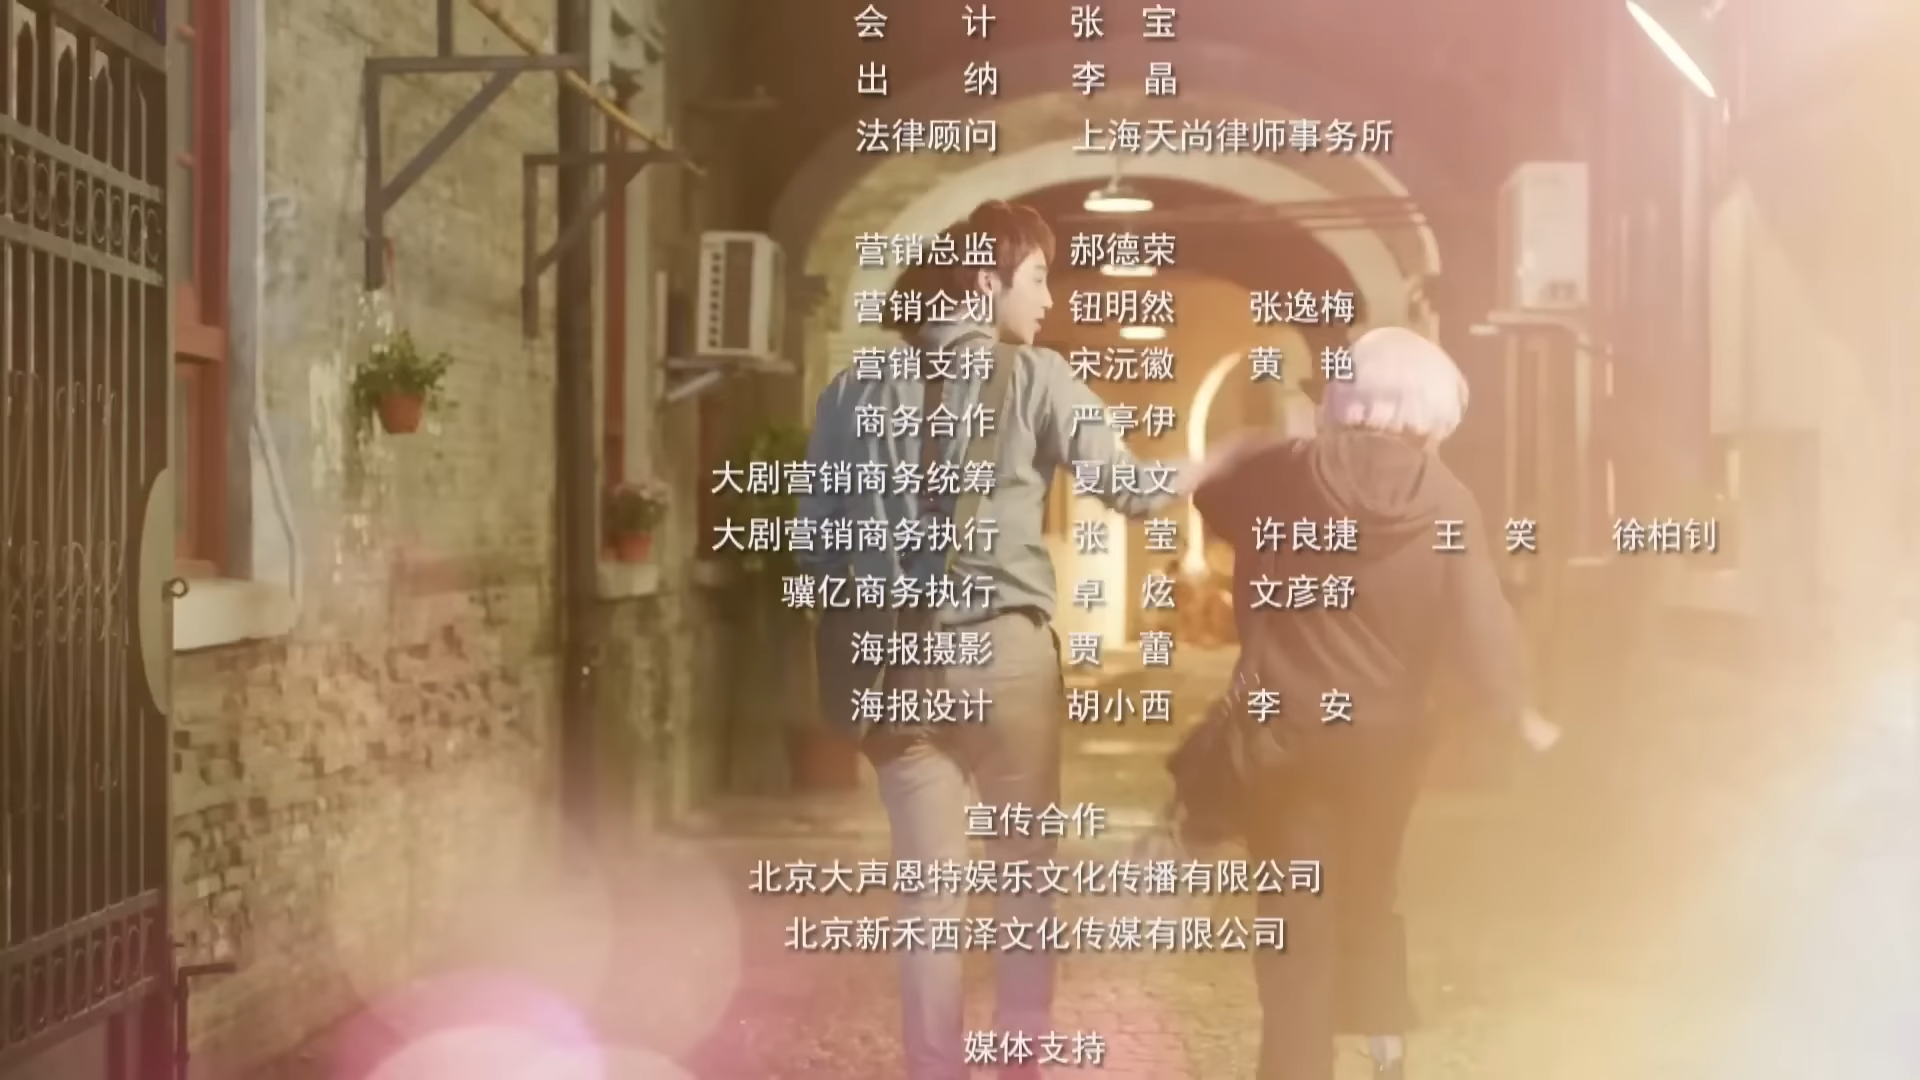 会 计 张 宝
出 纳 李 晶
法律顾问 上海天尚律师事务所
营销总监 郝德荣
营销企划 钮明然 张逸梅
营销支持 宋沅徽 黄 艳
商务合作 严亭伊
大剧营销商务统筹 夏良文
大剧营销商务执行 张 莹 许良捷 王 笑 徐柏钊
骥亿商务执行 卓 炫 文彦舒
海报摄影 贾 蕾
海报设计 胡小西 李 安
宣传合作
北京大声恩特娱乐文化传播有限公司
北京新禾西泽文化传媒有限公司
媒体支持